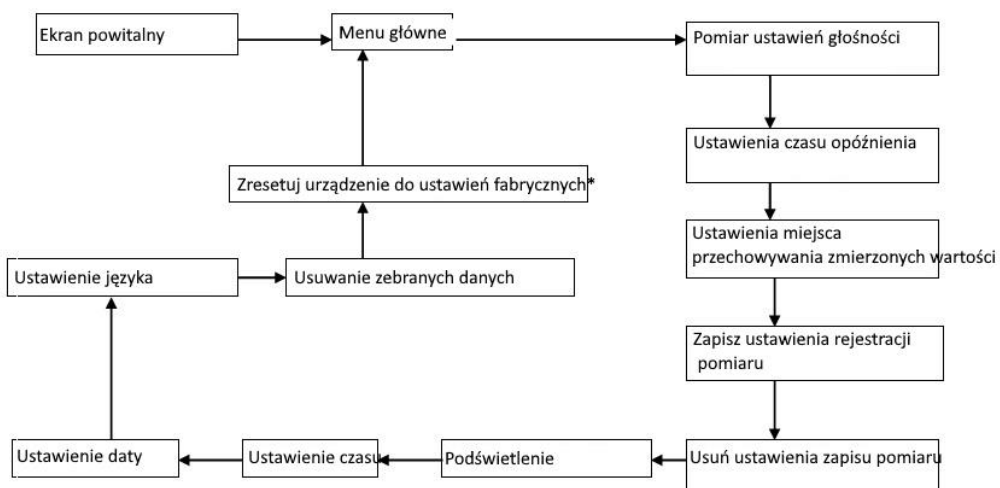 Ekran powitalny
Menu główne
Pomiar ustawień głośności
Ustawienia czasu opóźnienia
Zresetuj urządzenie do ustawień fabrycznych*
Ustawienia miejsca
przechowywania zmierzonych wartości
Ustawienie języka
Usuwanie zebranych danych
Zapisz ustawienia rejestracji
pomiaru
Ustawienie daty
Ustawienie czasu
Podświetlenie
Usuń ustawienia zapisu pomiaru